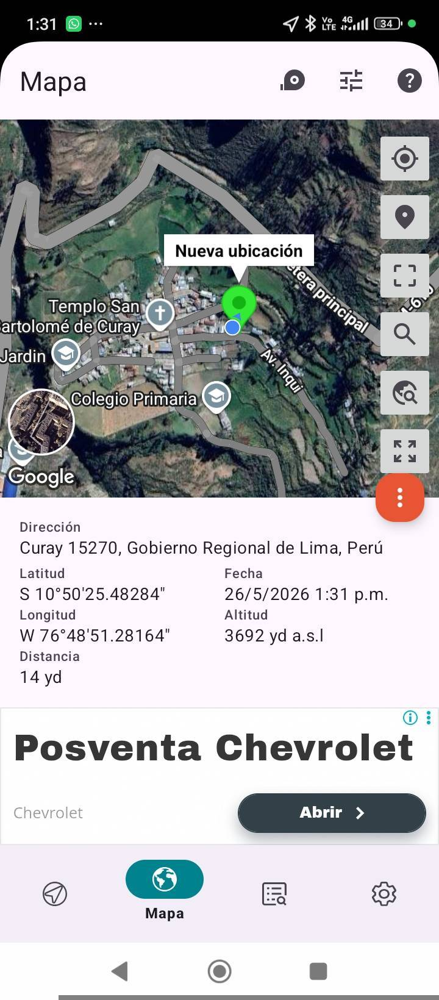 1:31
Vo
LTE
4G
34
Mapa
Nueva ubicación
etera principal
Templo San
artolomé de Curay
Jardin
Av. Inqui
Colegio Primaria
Google
Dirección
Curay 15270, Gobierno Regional de Lima, Perú
Latitud
Fecha
S 10°50'25.48284"
26/5/2026 1:31 p.m.
Longitud
Altitud
W 76°48'51.28164"
3692 yd a.s.l
Distancia
14 yd
Posventa Chevrolet
Chevrolet
Abrir
Mapa